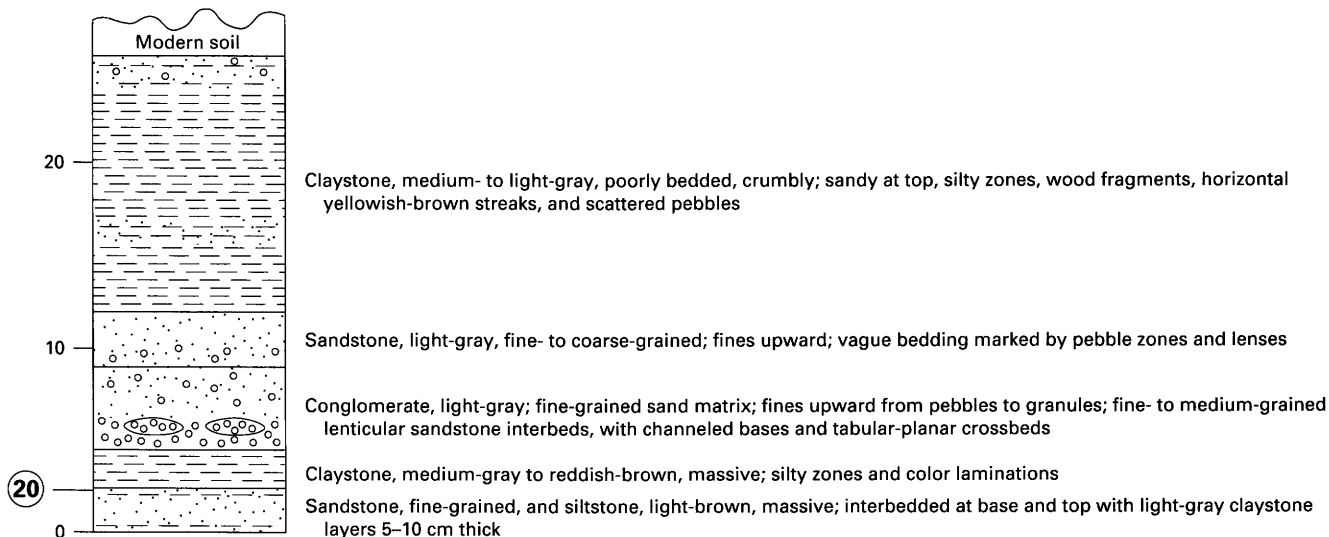 Modern soil
20
Claystone, medium- to light-gray, poorly bedded, crumbly; sandy at top, silty zones, wood fragments, horizontal
yellowish-brown streaks, and scattered pebbles
10
Sandstone, light-gray, fine- to coarse-grained; fines upward; vague bedding marked by pebble zones and lenses
Conglomerate, light-gray; fine-grained sand matrix; fines upward from pebbles to granules; fine- to medium-grained
lenticular sandstone interbeds, with channeled bases and tabular-planar crossbeds
Claystone, medium-gray to reddish-brown, massive; silty zones and color laminations
20
Sandstone, fine-grained, and siltstone, light-brown, massive; interbedded at base and top with light-gray claystone
layers 5–10 cm thick
0